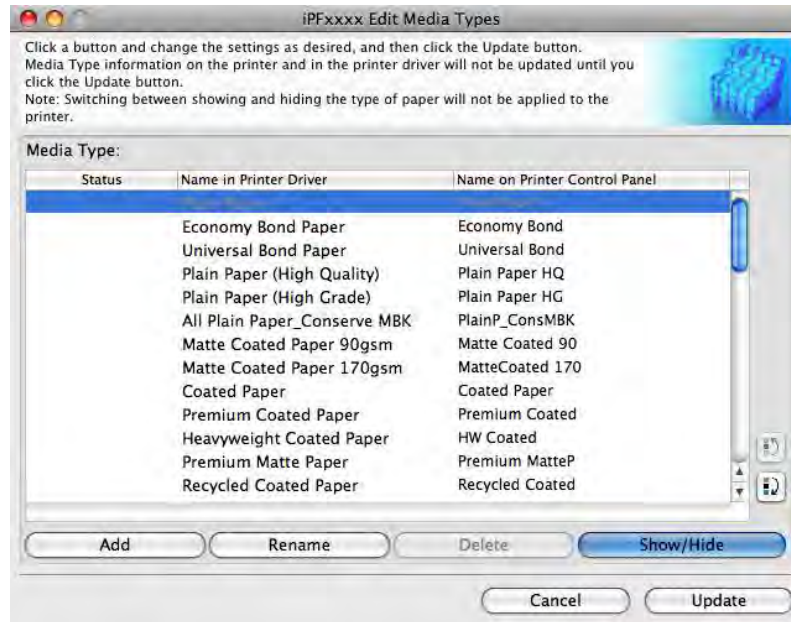 iPFxxxx Edit Media Types
Click a button and change the settings as desired, and then click the Update button.
Media Type information on the printer and in the printer driver will not be updated until you
click the Update button.
Note: Switching between showing and hiding the type of paper will not be applied to the
printer.
Media Type:
Status Name in Printer Driver Name on Printer Control Panel
Economy Bond Paper Economy Bond
Universal Bond Paper Universal Bond
Plain Paper (High Quality) Plain Paper HQ
Plain Paper (High Grade) Plain Paper HG
All Plain Paper_Conserve MBK PlainP_ConsMBK
Matte Coated Paper 90gsm Matte Coated 90
Matte Coated Paper 170gsm MatteCoated 170
Coated Paper Coated Paper
Premium Coated Paper Premium Coated
Heavyweight Coated Paper HW Coated
Premium Matte Paper Premium MatteP
Recycled Coated Paper Recycled Coated
Add Rename Delete Show/Hide
Cancel Update